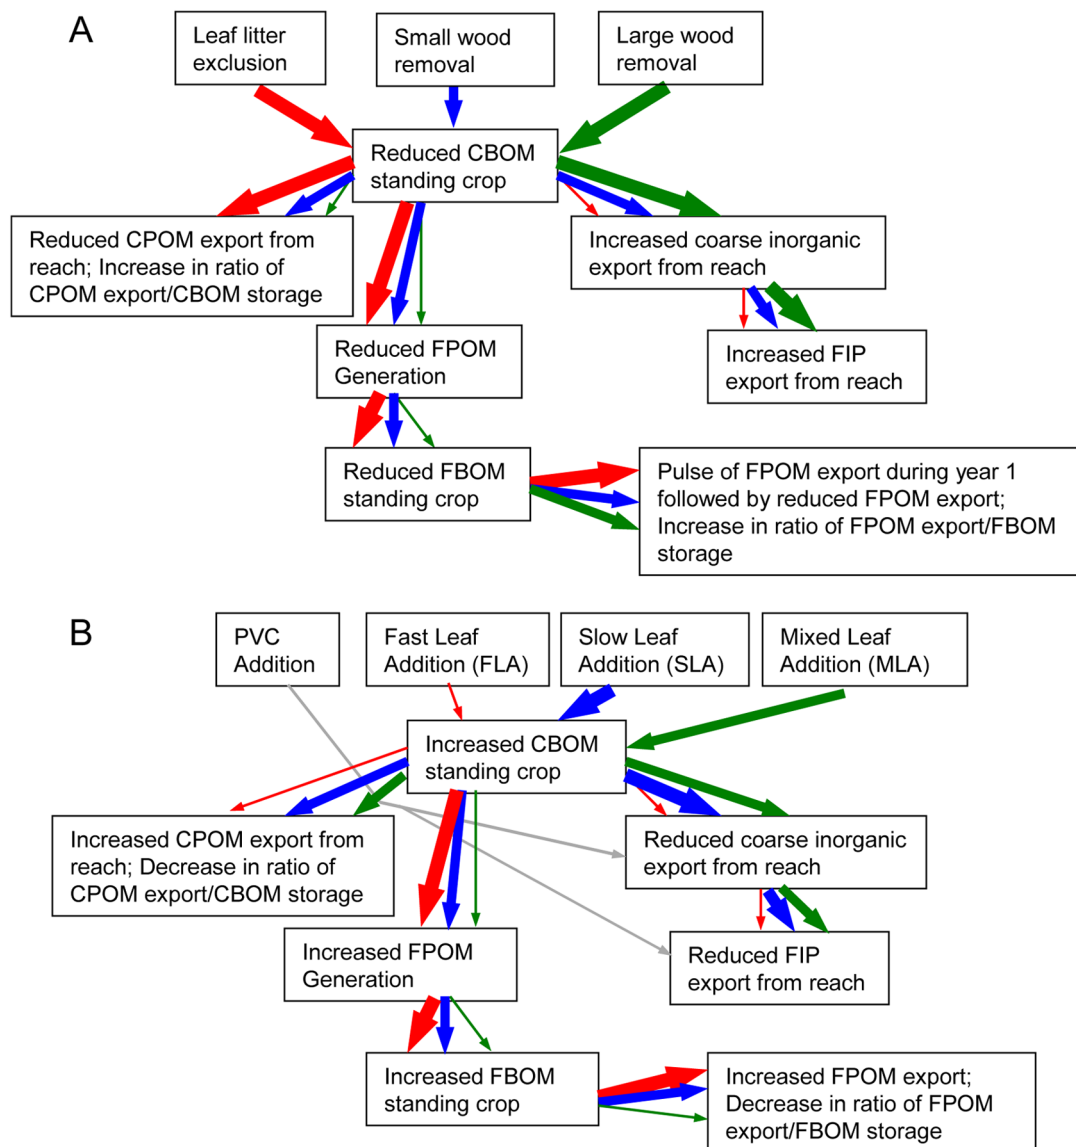 A
Leaf litter
exclusion
Small wood
removal
Large wood
removal
Reduced CBOM
standing crop
Reduced CPOM export from
reach; Increase in ratio of
CPOM export/CBOM storage
Increased coarse inorganic
export from reach
Reduced FPOM
Generation
Increased FIP
export from reach
Reduced FBOM
standing crop
Pulse of FPOM export during year 1
followed by reduced FPOM export;
Increase in ratio of FPOM export/FBOM
storage
B
PVC
Addition
Fast Leaf
Addition (FLA)
Slow Leaf
Addition (SLA)
Mixed Leaf
Addition (MLA)
Increased CBOM
standing crop
Increased CPOM export from
reach; Decrease in ratio of
CPOM export/CBOM storage
Reduced coarse inorganic
export from reach
Increased FPOM
Generation
Reduced FIP
export from reach
Increased FBOM
standing crop
Increased FPOM export;
Decrease in ratio of FPOM
export/FBOM storage